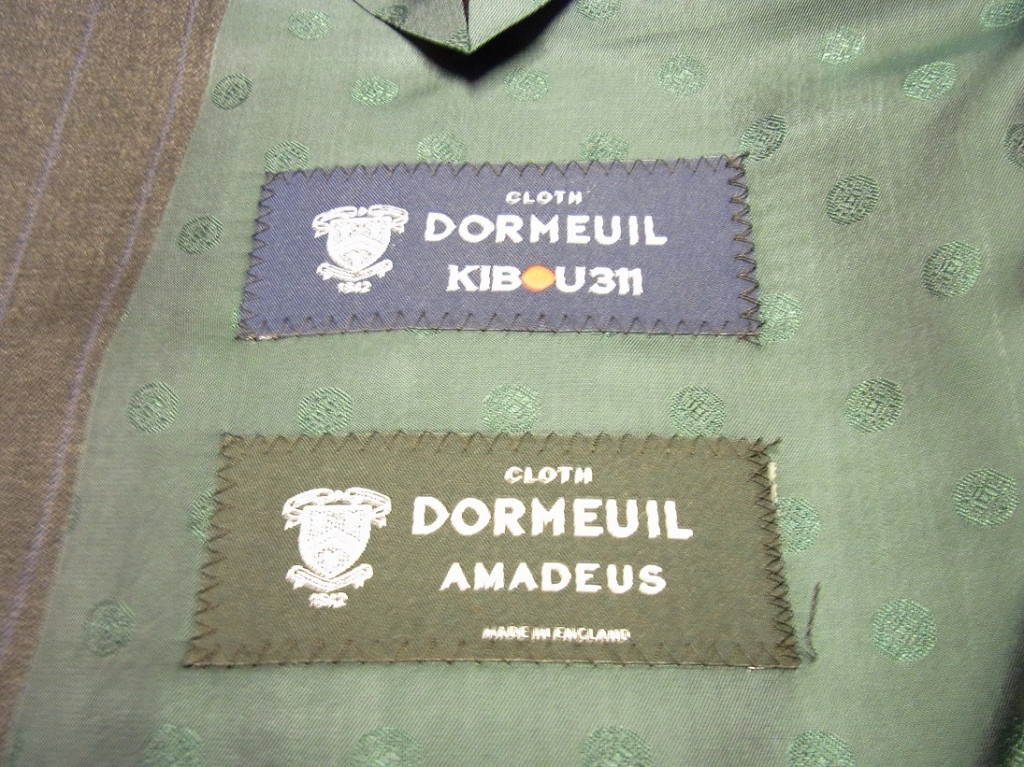 CLOTH
DORMEUIL
KIBOU311
1842
CLOTH
DORMEUIL
AMADEUS
1842
MADE IN ENGLAND